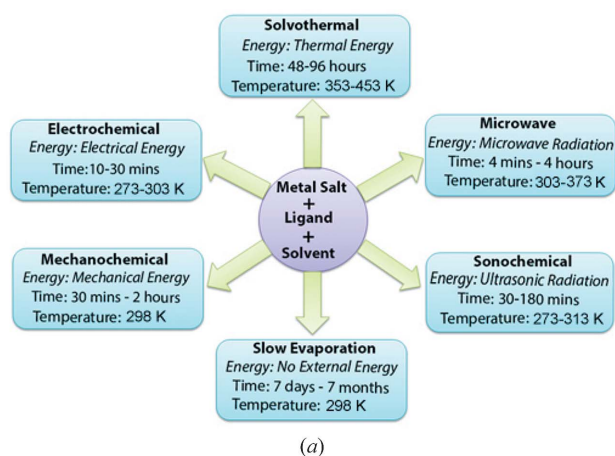 Solvothermal
Energy: Thermal Energy
Time: 48-96 hours
Temperature: 353-453 K
Electrochemical
Energy: Electrical Energy
Time:10-30 mins
Temperature: 273-303 K
Microwave
Energy: Microwave Radiation
Time: 4 mins - 4 hours
Temperature: 303-373 K
Metal Salt
+
Ligand
+
Solvent
Mechanochemical
Energy: Mechanical Energy
Time: 30 mins - 2 hours
Temperature: 298 K
Sonochemical
Energy: Ultrasonic Radiation
Time: 30-180 mins
Temperature: 273-313 K
Slow Evaporation
Energy: No External Energy
Time: 7 days - 7 months
Temperature: 298 K
(a)